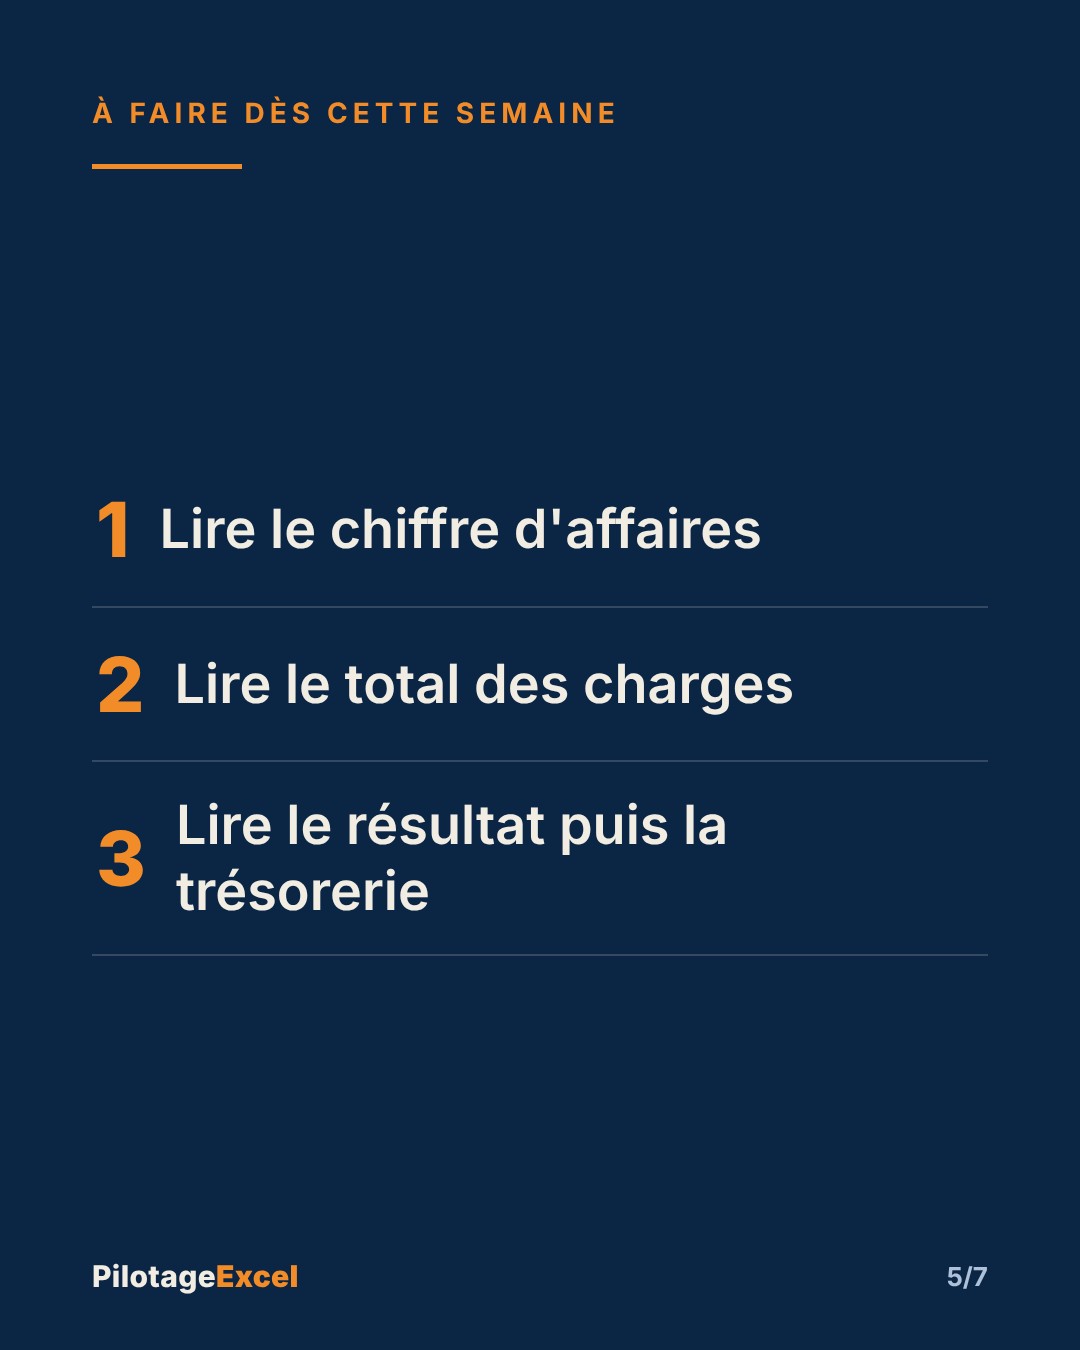 À FAIRE DÈS CETTE SEMAINE
1 Lire le chiffre d'affaires
2 Lire le total des charges
3 Lire le résultat puis la
trésorerie
PilotageExcel
5/7